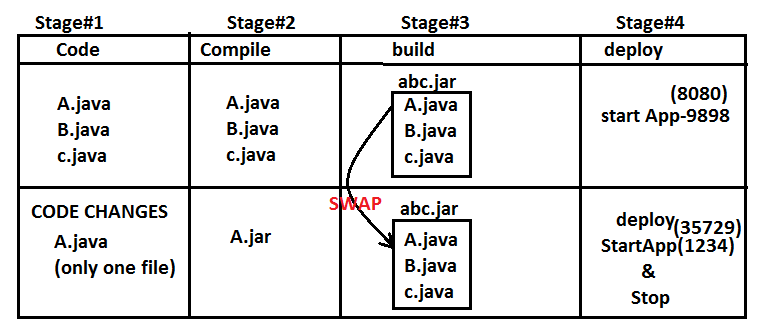 Stage#1 Stage#2 Stage#3 Stage#4
Code Compile build deploy
A.java
B.java
c.java
A.java
B.java
c.java
abc.jar
A.java
B.java
c.java
(8080)
start App-9898
CODE CHANGES
A.java
(only one file)
A.jar
SWAP
abc.jar
A.java
B.java
c.java
deploy(35729)
StartApp(1234)
&
Stop